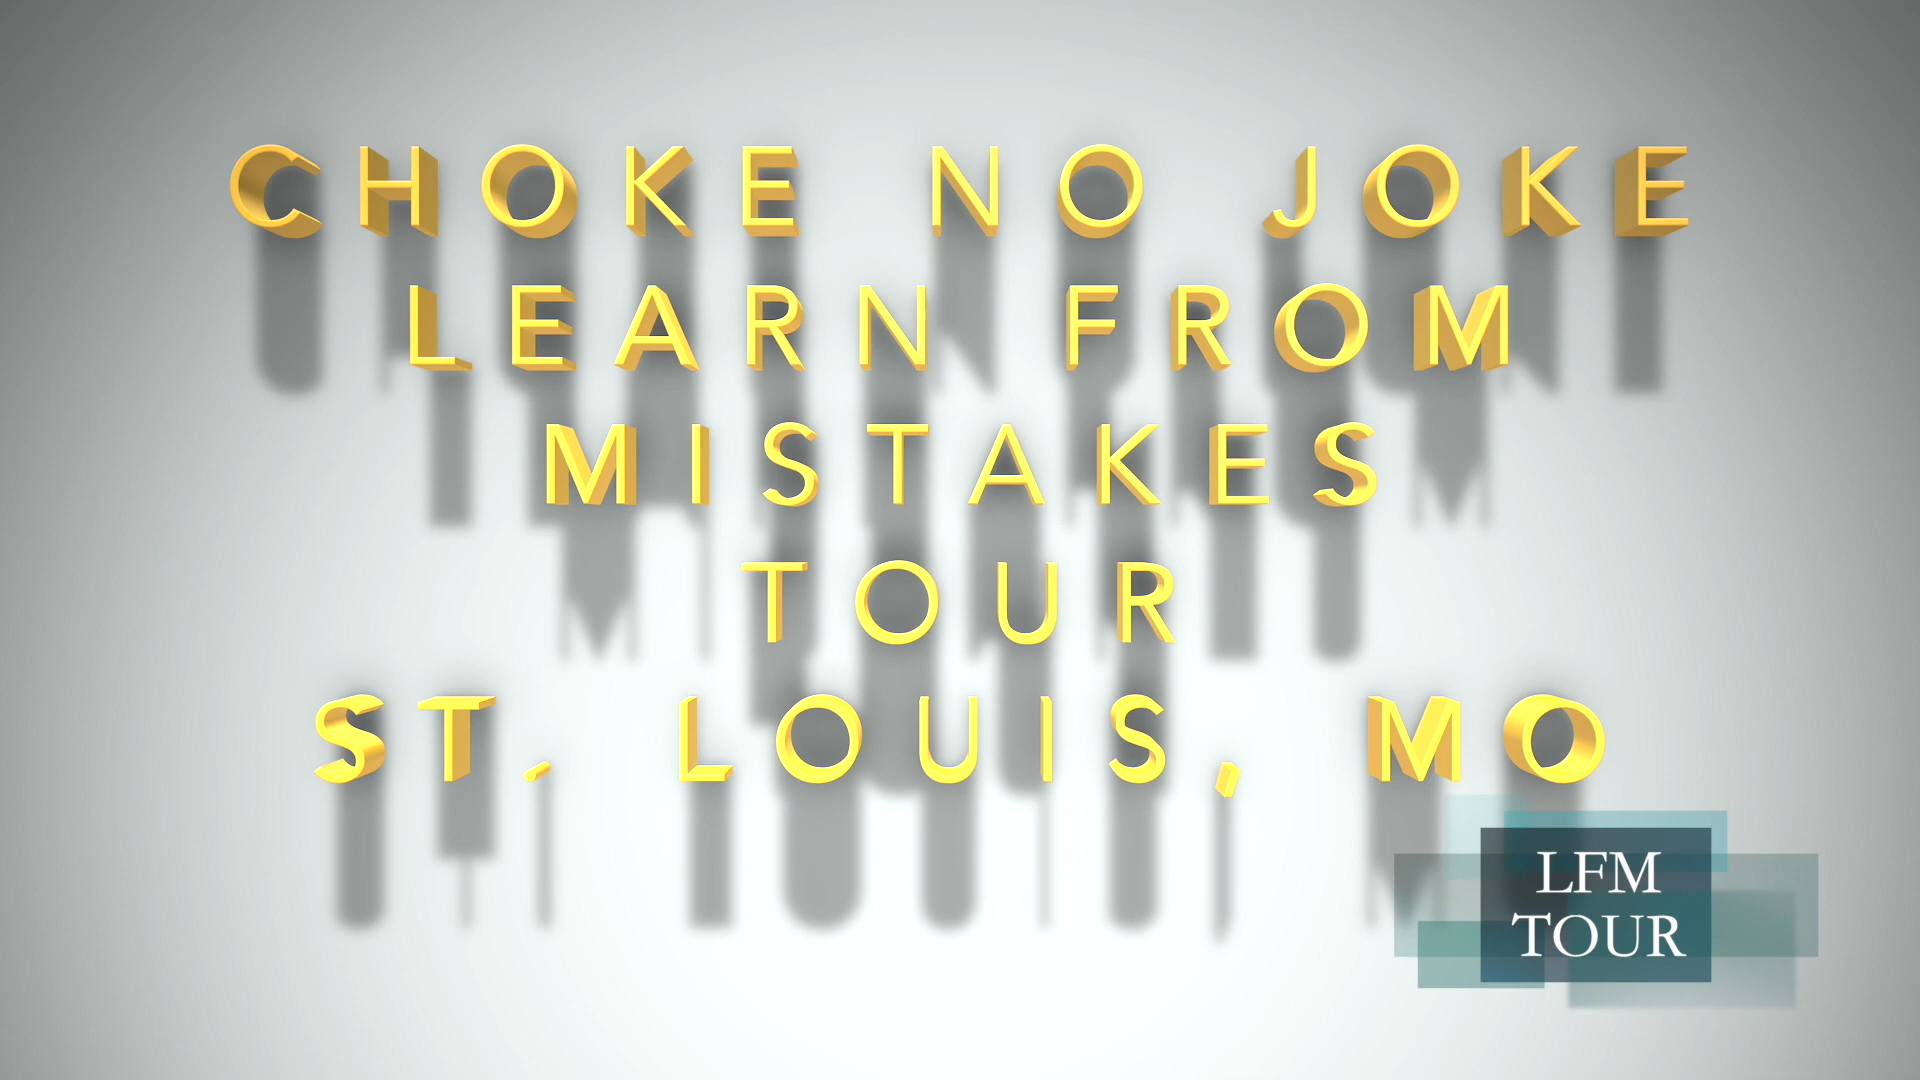 CHOKE NO JOKE
LEARN FROM
MISTAKES
TOUR
ST. LOUIS, MO
LFM
TOUR